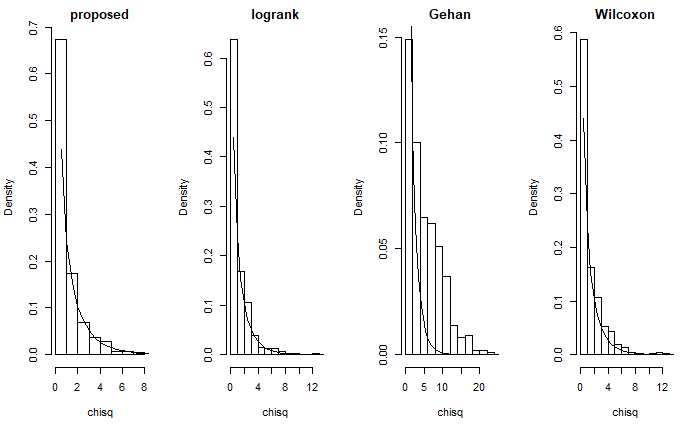 proposed
logrank
Gehan
Wilcoxon
Density
0.0 0.1 0.2 0.3 0.4 0.5 0.6 0.7
0 2 4 6 8
chisq
Density
0.0 0.1 0.2 0.3 0.4 0.5 0.6
0 2 4 8 12
chisq
Density
0.00 0.05 0.10 0.15
0 5 10 20
chisq
Density
0.0 0.1 0.2 0.3 0.4 0.5 0.6
0 2 4 8 12
chisq